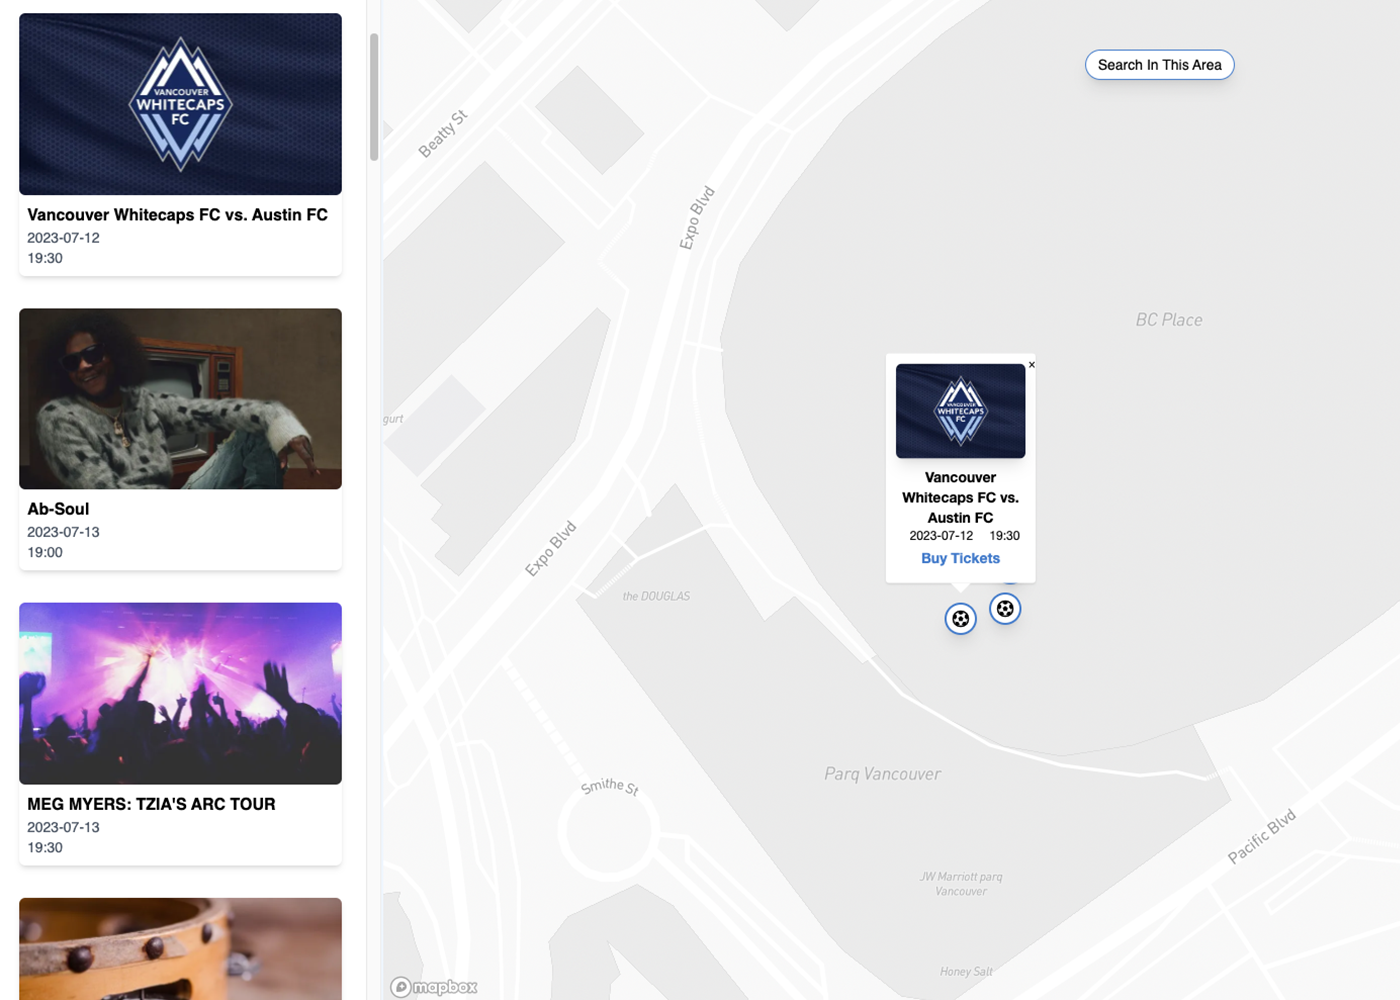 VANCOUVER
WHITECAPS
FC
Vancouver Whitecaps FC vs. Austin FC
2023-07-12
19:30
Ab-Soul
2023-07-13
19:00
MEG MYERS: TZIA'S ARC TOUR
2023-07-13
19:30
Search In This Area
Beatty St
Expo Blvd
BC Place
gurt
×
VANCOUVER
WHITECAPS
FC
Vancouver
Whitecaps FC vs.
Austin FC
2023-07-12 19:30
Buy Tickets
Expo Blvd
the DOUGLAS
Parq Vancouver
Smithe St
Pacific Blvd
JW Marriott parq
Vancouver
Honey Salt
mapbox